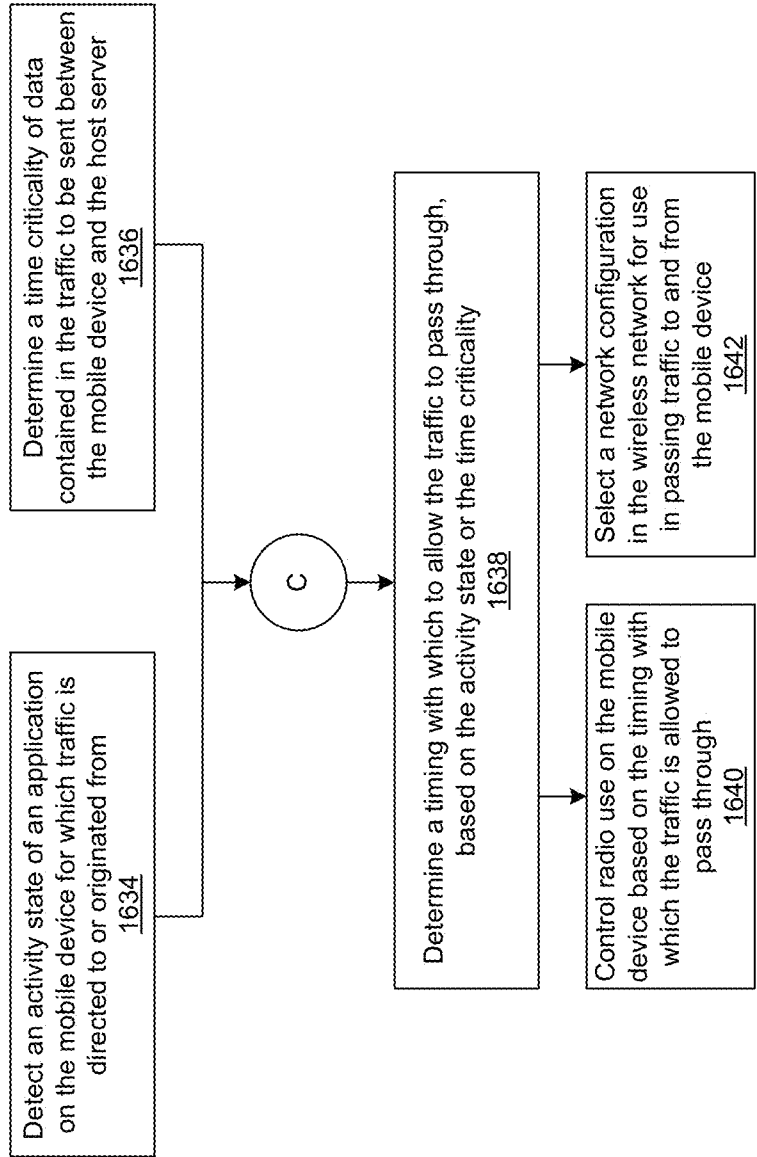 Detect an activity state of an application
on the mobile device for which traffic is
directed to or originated from
1634
Determine a time criticality of data
contained in the traffic to be sent between
the mobile device and the host server
1636
C
Determine a timing with which to allow the traffic to pass through,
based on the activity state or the time criticality
1638
Control radio use on the mobile
device based on the timing with
which the traffic is allowed to
pass through
1640
Select a network configuration
in the wireless network for use
in passing traffic to and from
the mobile device
1642